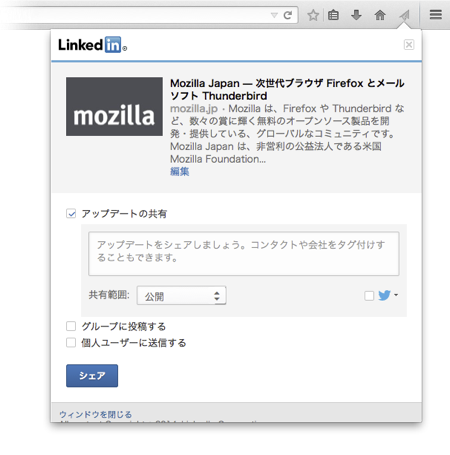 Linked in®
mozilla
Mozilla Japan — 次世代ブラウザ Firefox とメール
ソフト Thunderbird
mozilla.jp · Mozilla は、Firefox や Thunderbird な
ど、数々の賞に輝く無料のオープンソース製品を開
発・提供している、グローバルなコミュニティです。
Mozilla Japan は、非営利の公益法人である米国
Mozilla Foundation...
編集
アップデートの共有
アップデートをシェアしましょう。コンタクトや会社をタグ付けす
ることもできます。
共有範囲: 公開
グループに投稿する
個人ユーザーに送信する
シェア
ウィンドウを閉じる